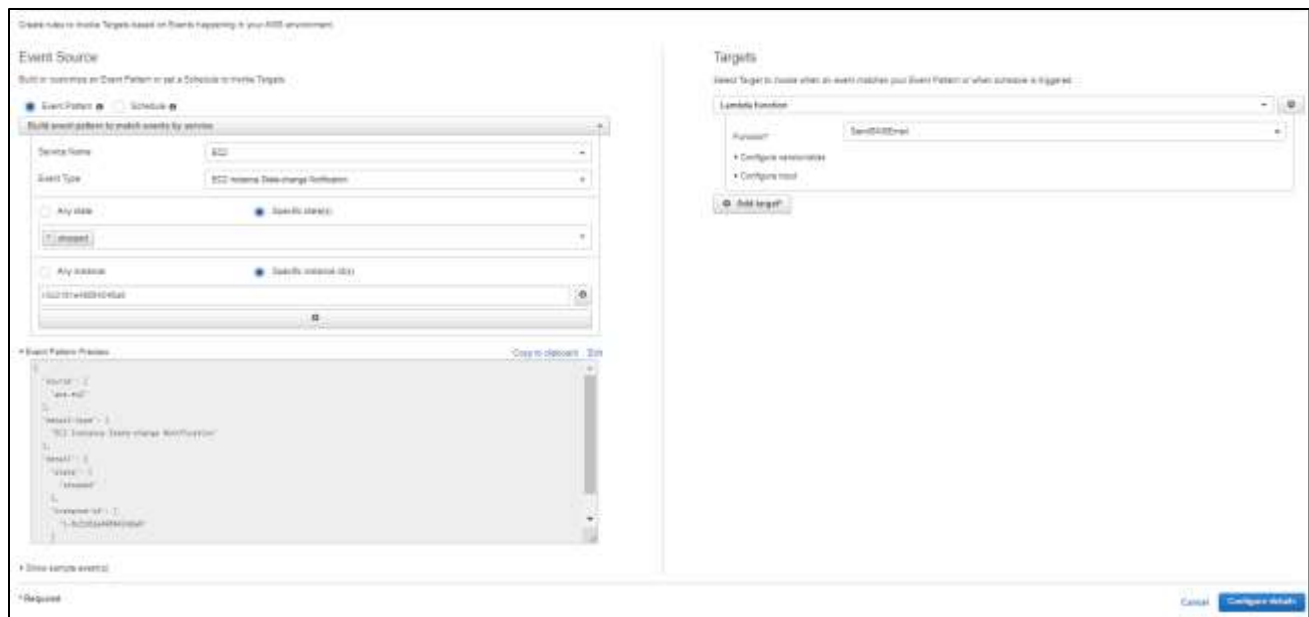 Create rules to invoke Targets based on Events happening in your AWS environment.
Event Source
Build or customize an Event Pattern or set a Schedule to invoke Targets.
Event Pattern Schedule
Build event pattern to match events by service
Service Name EC2
Event Type EC2 Instance State-change Notification
Any state Specific state(s)
stopped
Any instance Specific instance id(s)
Event Pattern Preview Copy to clipboard Edit
{
"source": [
"aws.ec2"
],
"detail-type": [
"EC2 Instance State-change Notification"
],
"detail": {
"state": [
"stopped"
],
"instance-id": [
]
Show sample event(s)
* Required
Targets
Select Target to invoke when an event matches your Event Pattern or when schedule is triggered.
Lambda function
Function*
Configure version/alias
Configure input
Add target*
Cancel Configure details